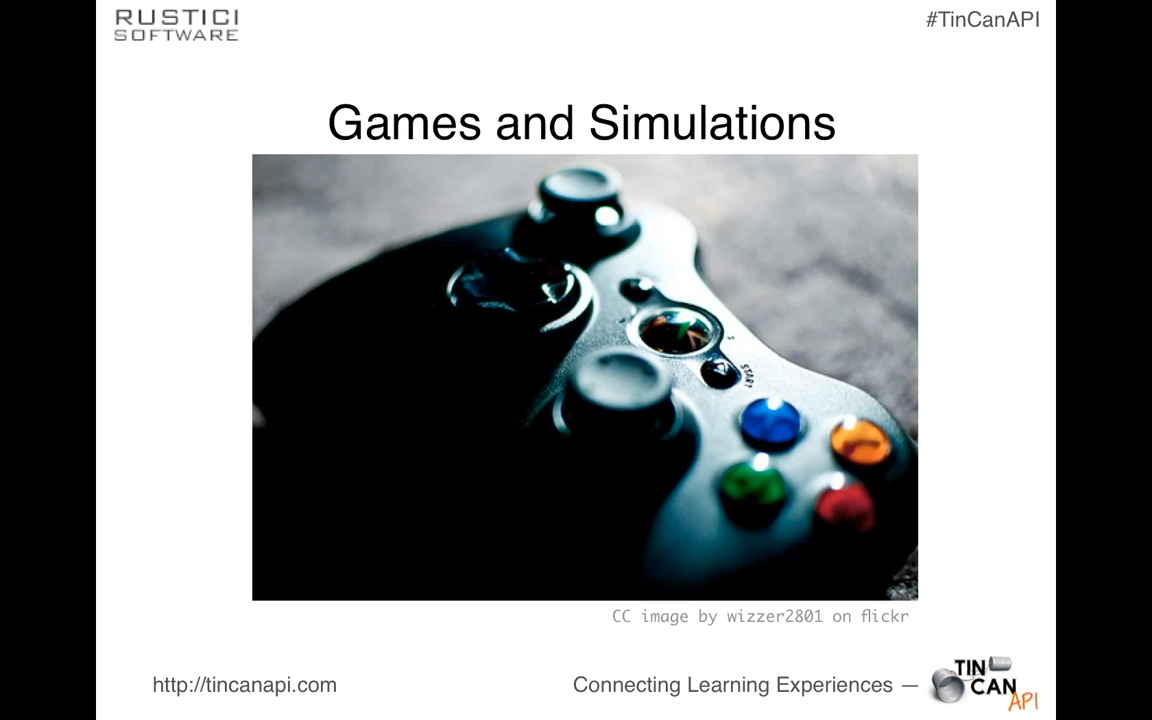 RUSTICI
SOFTWARE
#TinCanAPI
Games and Simulations
START
CC image by wizzer2801 on flickr
http://tincanapi.com
Connecting Learning Experiences —
TIN
CAN
API